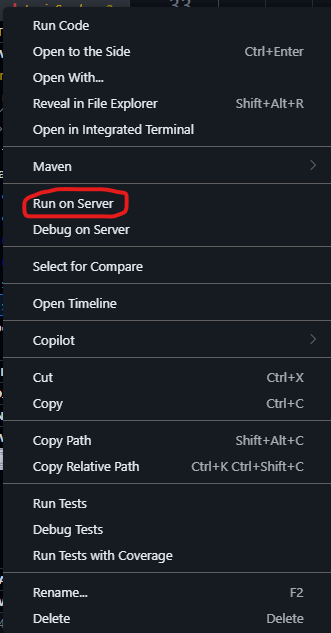 33
Run Code
Open to the Side Ctrl+Enter
Open With...
Reveal in File Explorer Shift+Alt+R
Open in Integrated Terminal
Maven
Run on Server
Debug on Server
Select for Compare
Open Timeline
Copilot
Cut Ctrl+X
Copy Ctrl+C
Copy Path Shift+Alt+C
Copy Relative Path Ctrl+K Ctrl+Shift+C
Run Tests
Debug Tests
Run Tests with Coverage
Rename... F2
Delete Delete